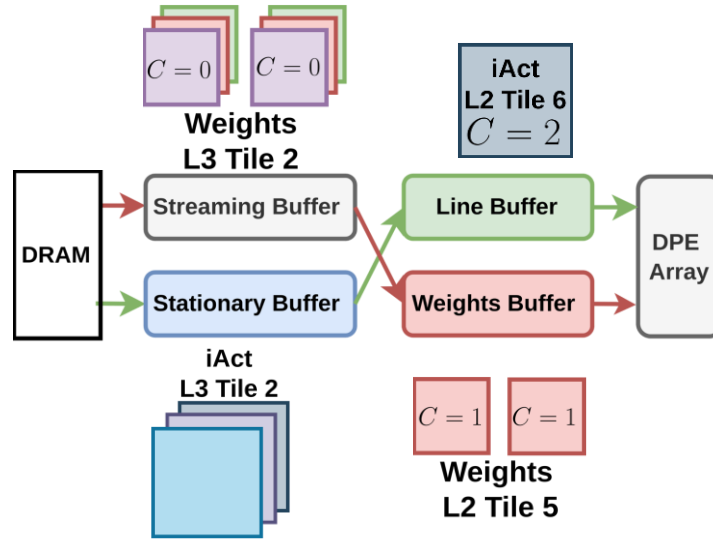 C = 0
C = 0
Weights
L3 Tile 2
iAct
L2 Tile 6
C = 2
DRAM
Streaming Buffer
Line Buffer
DPE
Array
Stationary Buffer
Weights Buffer
iAct
L3 Tile 2
C = 1
C = 1
Weights
L2 Tile 5